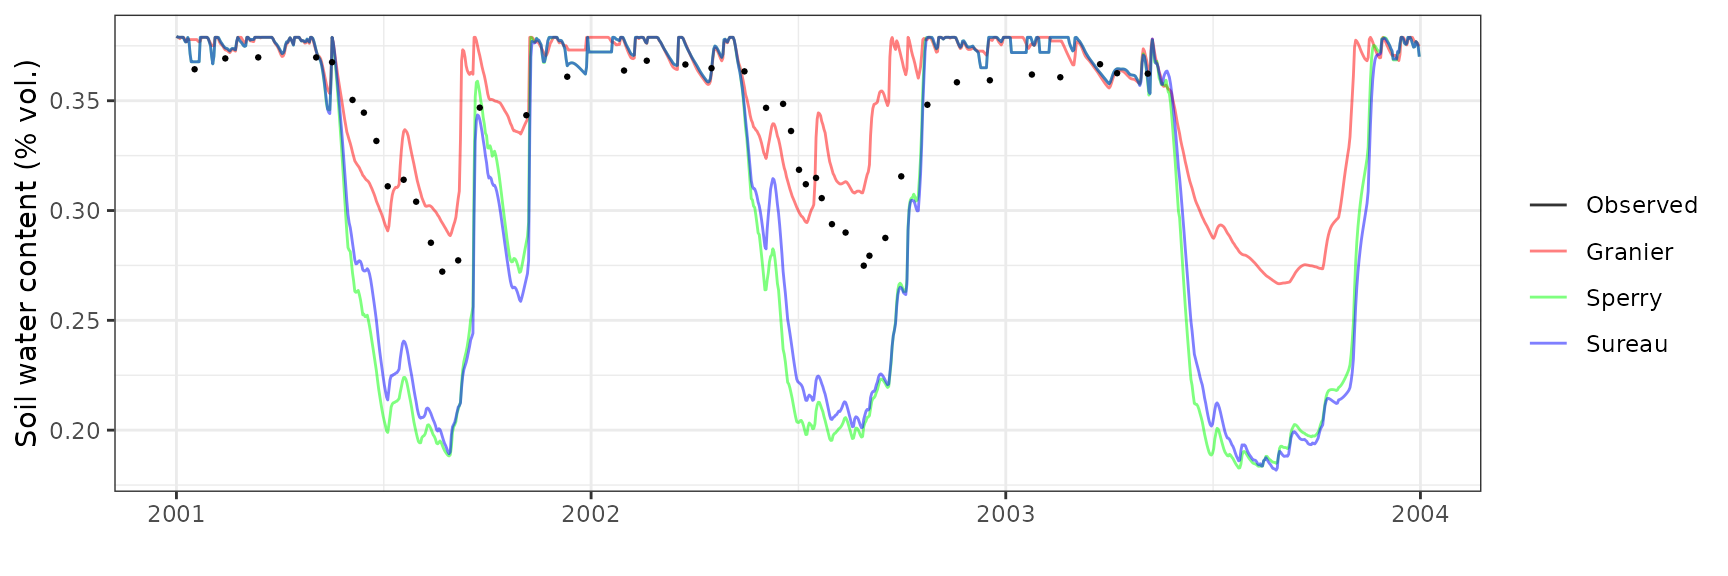 Soil water content (% vol.)
0.35
0.30
0.25
0.20
2001
2002
2003
2004
Observed
Granier
Sperry
Sureau